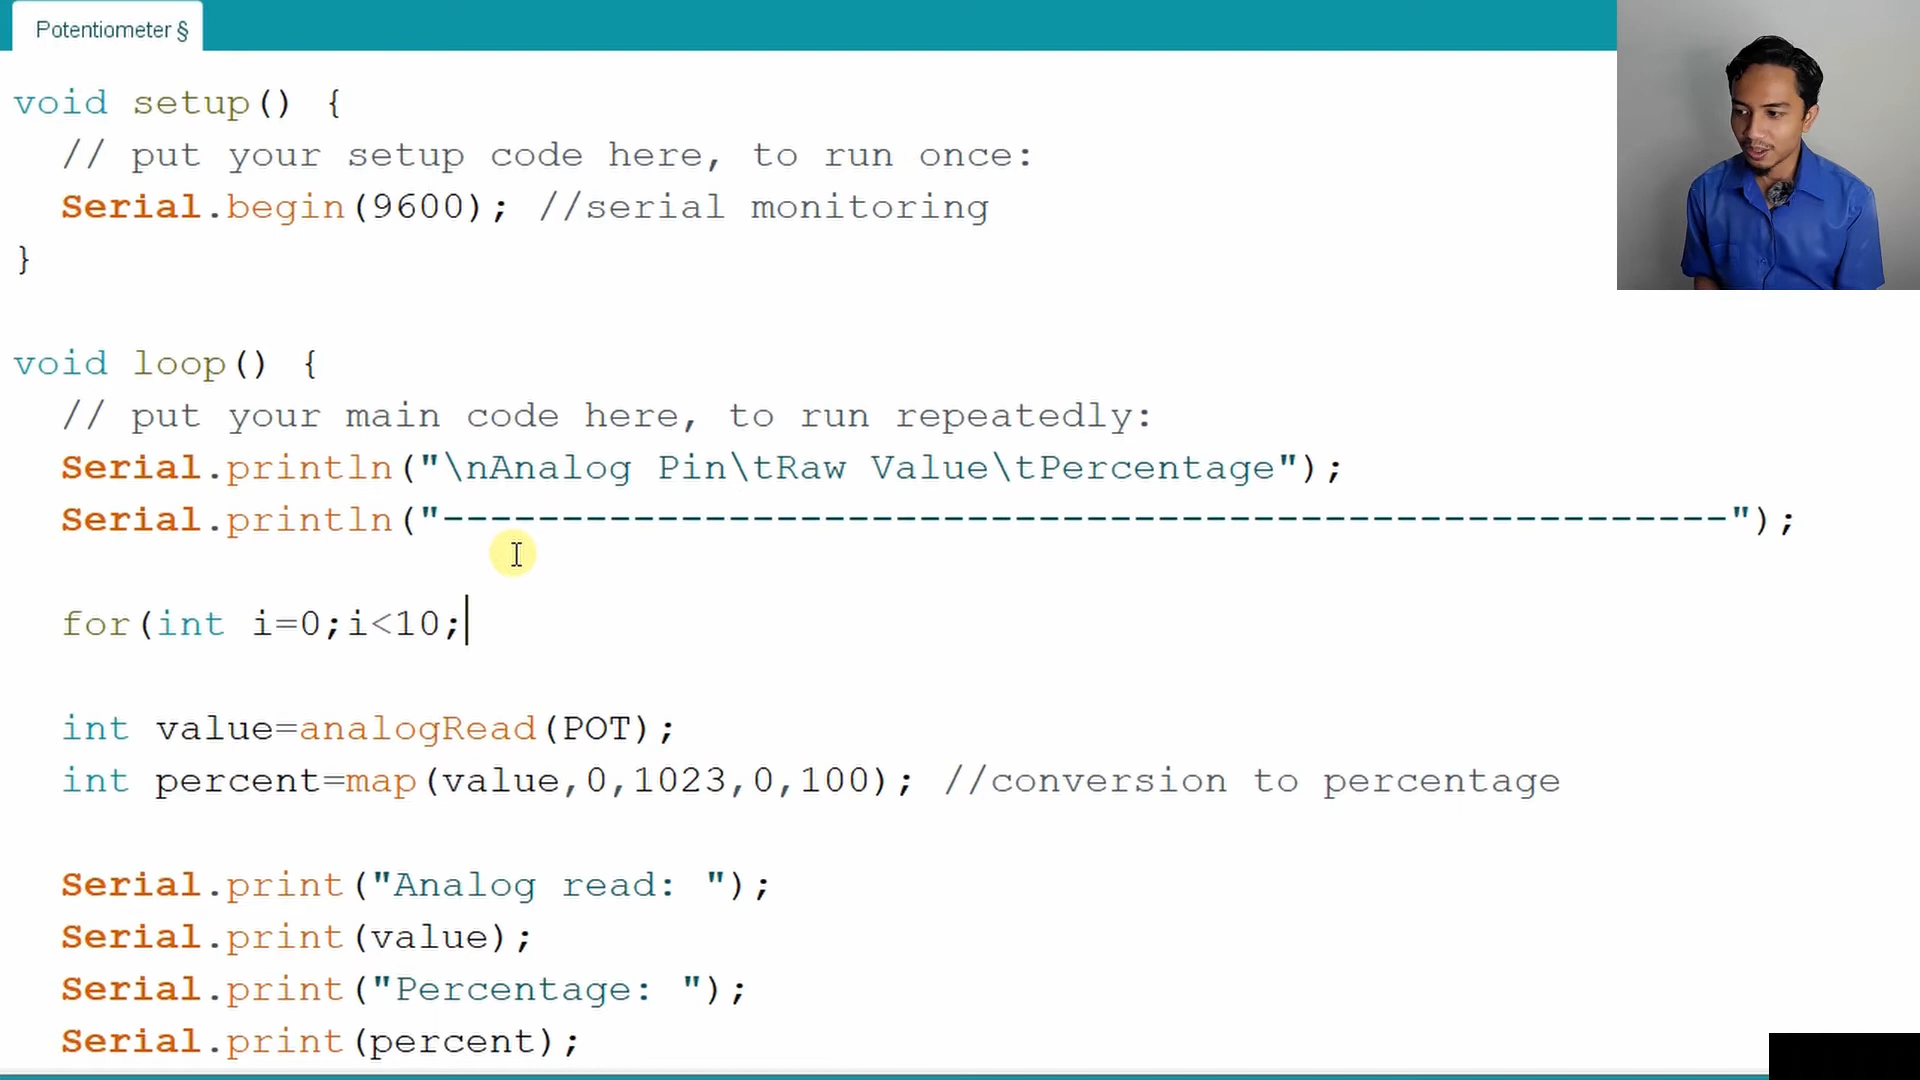 Potentiometer §
void setup() {
  // put your setup code here, to run once:
  Serial.begin(9600); //serial monitoring
}
void loop() {
  // put your main code here, to run repeatedly:
  Serial.println("\nAnalog Pin\tRaw Value\tPercentage");
  Serial.println("------------------------------------------------------");
  for(int i=0;i<10;
  int value=analogRead(POT);
  int percent=map(value,0,1023,0,100); //conversion to percentage
  Serial.print("Analog read: ");
  Serial.print(value);
  Serial.print("Percentage: ");
  Serial.print(percent);